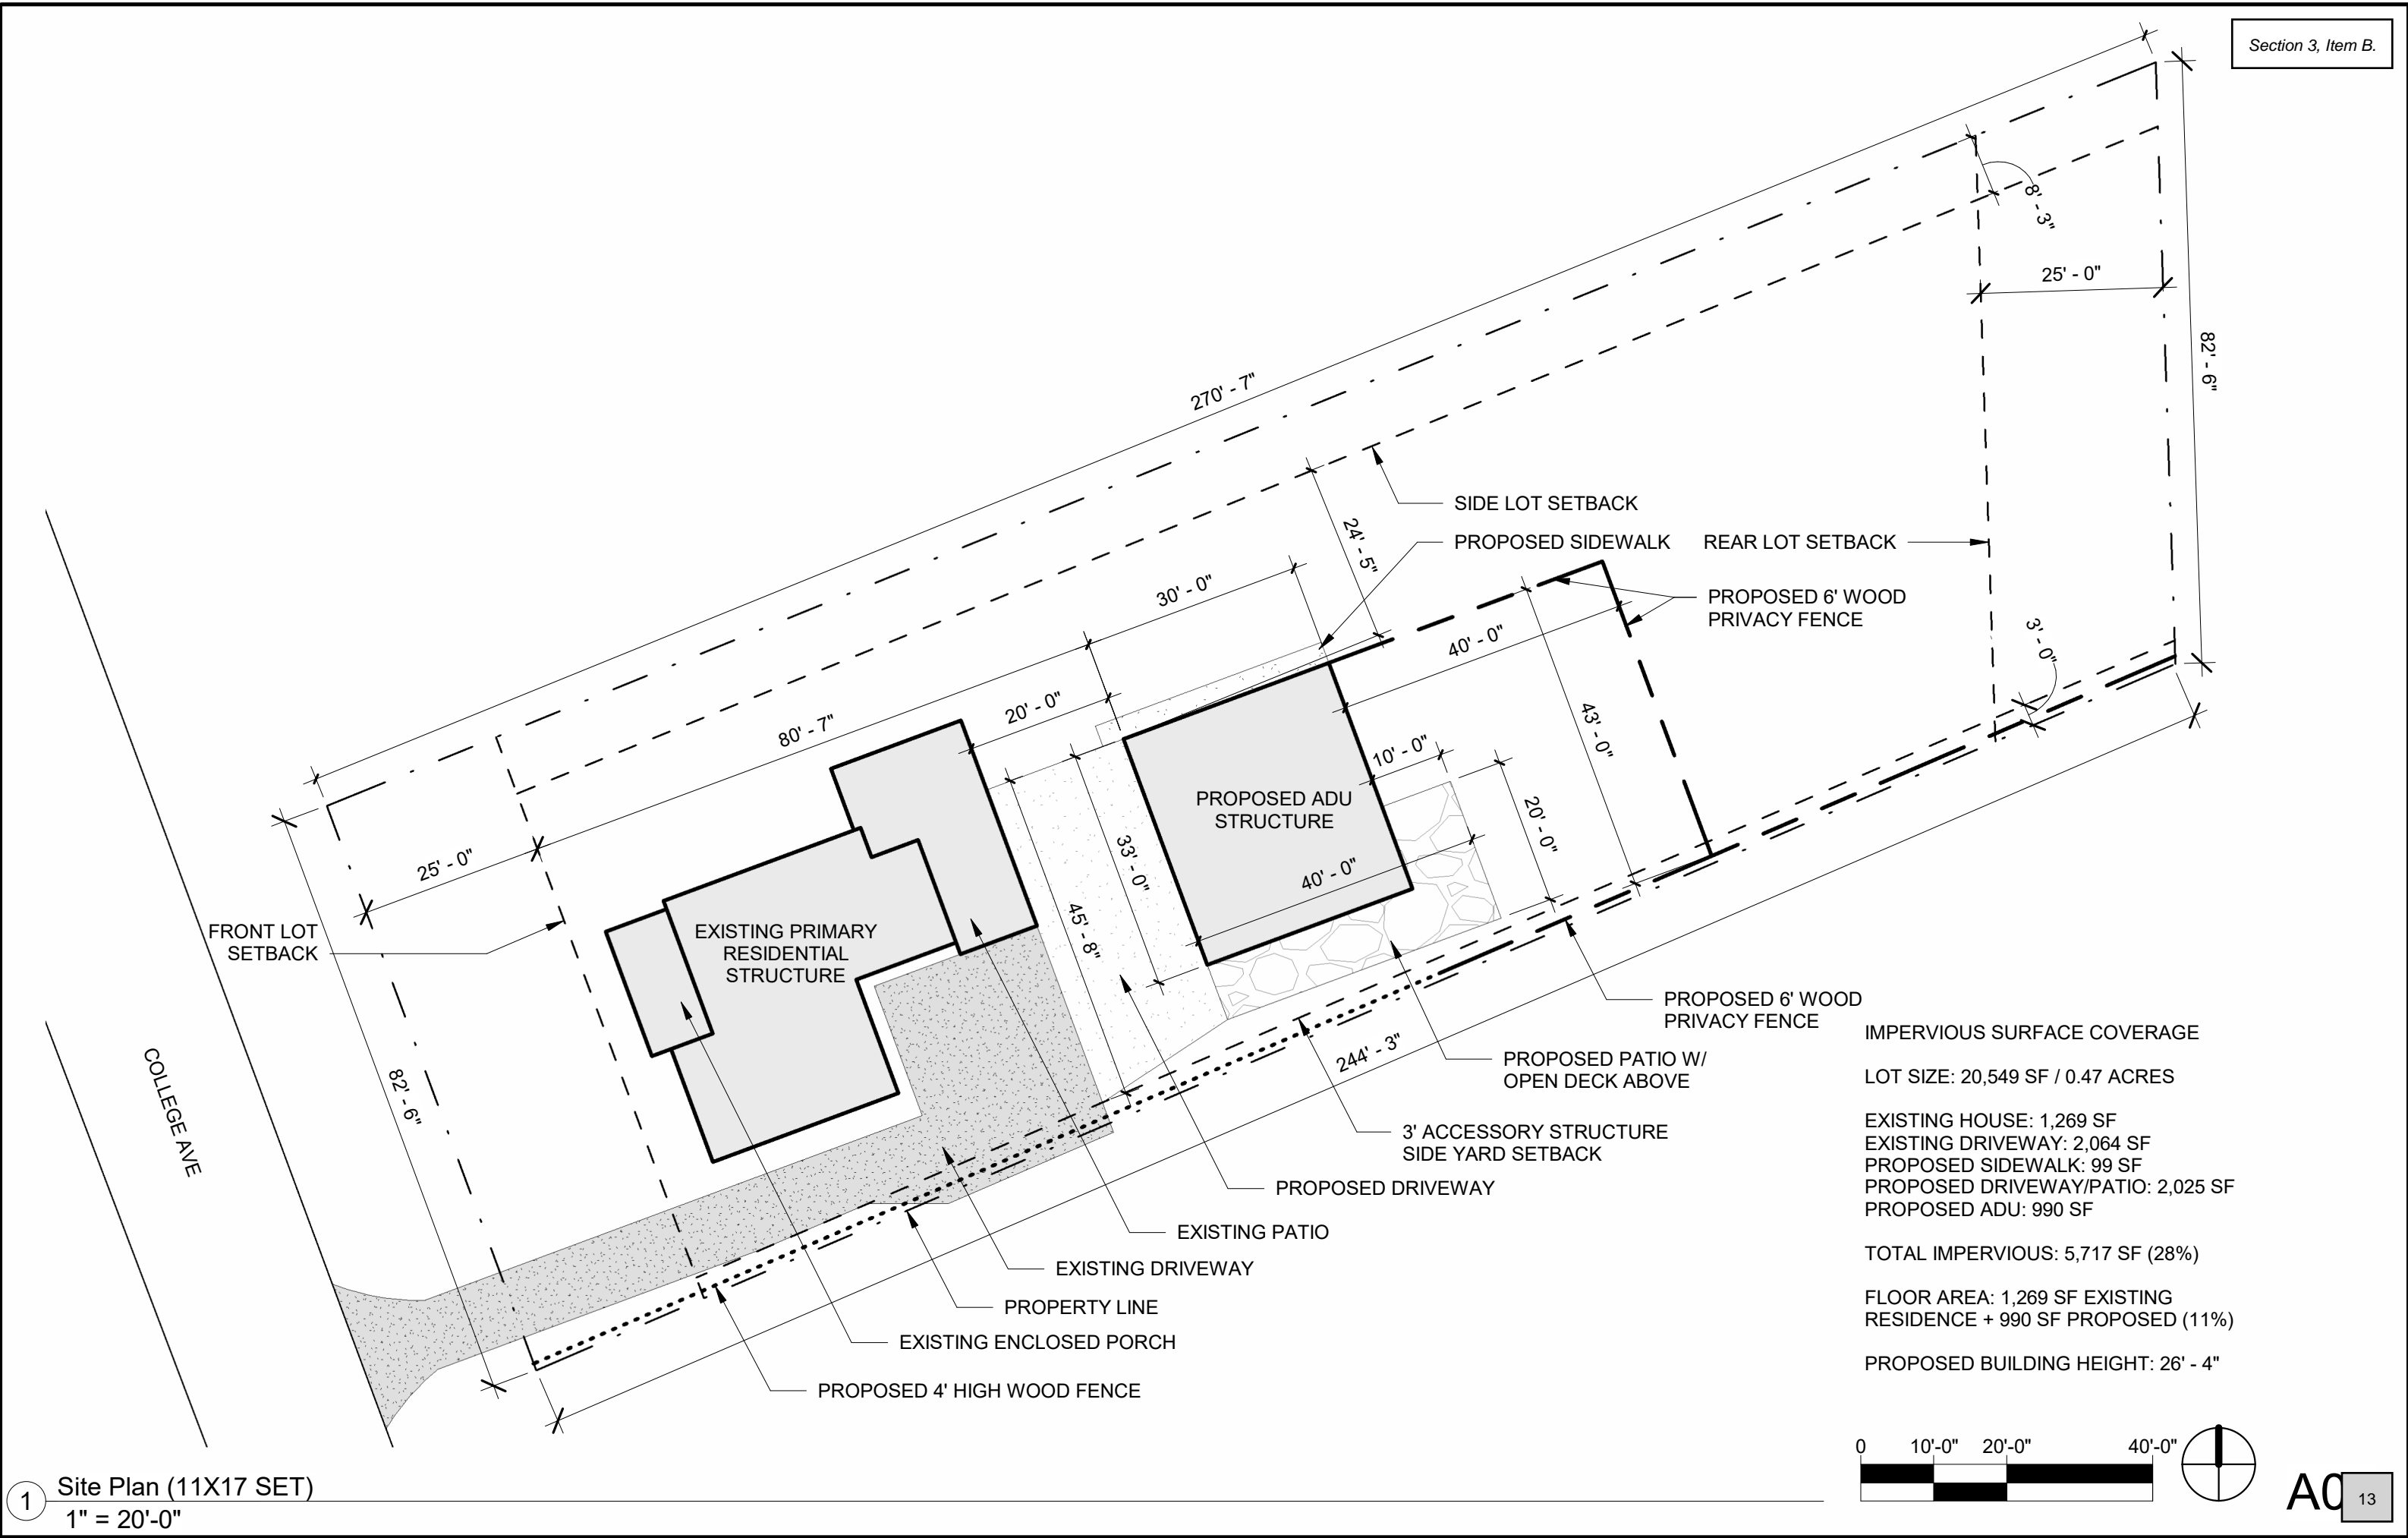 Section 3, Item B.
270' - 7"
8' - 3"
25' - 0"
82' - 6"
SIDE LOT SETBACK
PROPOSED SIDEWALK
REAR LOT SETBACK
24' - 5"
30' - 0"
PROPOSED 6' WOOD
PRIVACY FENCE
40' - 0"
3' - 0"
20' - 0"
80' - 7"
43' - 0"
10' - 0"
PROPOSED ADU
STRUCTURE
20' - 0"
33' - 0"
40' - 0"
25' - 0"
45' - 8"
FRONT LOT
SETBACK
EXISTING PRIMARY
RESIDENTIAL
STRUCTURE
PROPOSED 6' WOOD
PRIVACY FENCE
244' - 3"
PROPOSED PATIO W/
OPEN DECK ABOVE
82' - 6"
COLLEGE AVE
3' ACCESSORY STRUCTURE
SIDE YARD SETBACK
PROPOSED DRIVEWAY
EXISTING PATIO
EXISTING DRIVEWAY
PROPERTY LINE
EXISTING ENCLOSED PORCH
PROPOSED 4' HIGH WOOD FENCE
IMPERVIOUS SURFACE COVERAGE
LOT SIZE: 20,549 SF / 0.47 ACRES
EXISTING HOUSE: 1,269 SF
EXISTING DRIVEWAY: 2,064 SF
PROPOSED SIDEWALK: 99 SF
PROPOSED DRIVEWAY/PATIO: 2,025 SF
PROPOSED ADU: 990 SF
TOTAL IMPERVIOUS: 5,717 SF (28%)
FLOOR AREA: 1,269 SF EXISTING
RESIDENCE + 990 SF PROPOSED (11%)
PROPOSED BUILDING HEIGHT: 26' - 4"
0 10'-0" 20'-0" 40'-0"
1 Site Plan (11X17 SET)
1" = 20'-0"
A0
13